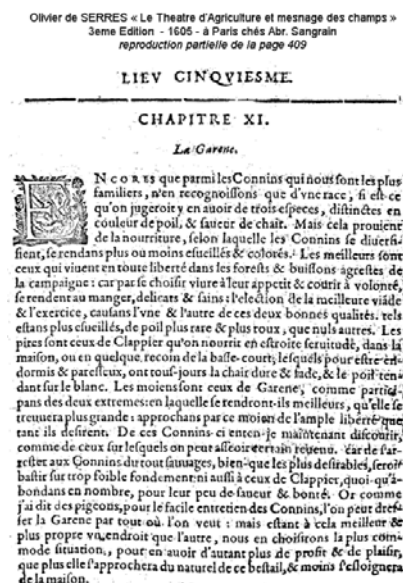 Olivier de SERRES « Le Theatre d'Agriculture et mesnage des champs »
3eme Edition - 1605 - à Paris chés Abr. Sangrain
reproduction partielle de la page 409
LIEV CINQVIESME.
CHAPITRE XI.
La Garene.
ENCORES que parmi les Connins qui nous sont les plus
familiers, n'en recognoissons que d'vne race, si est-ce
qu'on jugeroit y en auoir de trois especes, distinctes en
couleur de poil, & saueur de chair. Mais cela prouient
de la nourriture, selon laquelle les Connins se diuersi-
fient, se rendans plus ou moins esueillés & colorés. Les meilleurs sont
ceux qui viuent en toute liberté dans les forests & buissons agrestes de
la campaigne: car par se choisir viure à leur appetit & courir à volonté,
se rendent au manger, delicats & sains: l'election de la meilleure viāde
& l'exercice, causans l'vne & l'autre de ces deux bonnes qualités. tels
estans plus esueillés, de poil plus rare & plus roux, que nuls autres. Les
pires sont ceux de Clappier qu'on nourrit en estroite seruitude, dans la
maison, ou en quelque recoin de la basse-court, lesquels pour estre en-
dormis & paresseux, ont tous-jours la chair dure & fade, & le poil ten-
dant sur le blanc. Les moiens sont ceux de Garene, comme partici-
pans des deux extremes: en laquelle se rendront-ils meilleurs, qu'elle se
treuuera plus grande: approchans par ce moien de l'ample liberté que
tant ils desirent. De ces Connins-ci enten-je maintenant discourir,
comme de ceux sur lesquels on peut asseoir certain reuenu. car de s'ar-
rester aux Connins du tout sauuages, bien-que les plus desirables, seroit
bastir sur trop foible fondement: ni aussi à ceux de Clappier, quoi-qu'a-
bondans en nombre, pour leur peu de saueur & bonté. Or comme
j'ai dit des pigeons, pour le facile entretien des Connins, l'on peut dres-
ser la Garene par tout où l'on veut: mais estant à cela meilleur &
plus propre vn endroit que l'autre, nous en choisirons la plus com-
mode situation, pour en auoir d'autant plus de profit & de plaisir,
que plus elle s'approchera du naturel de ce bestail, & moins s'esloignera
de la maison.